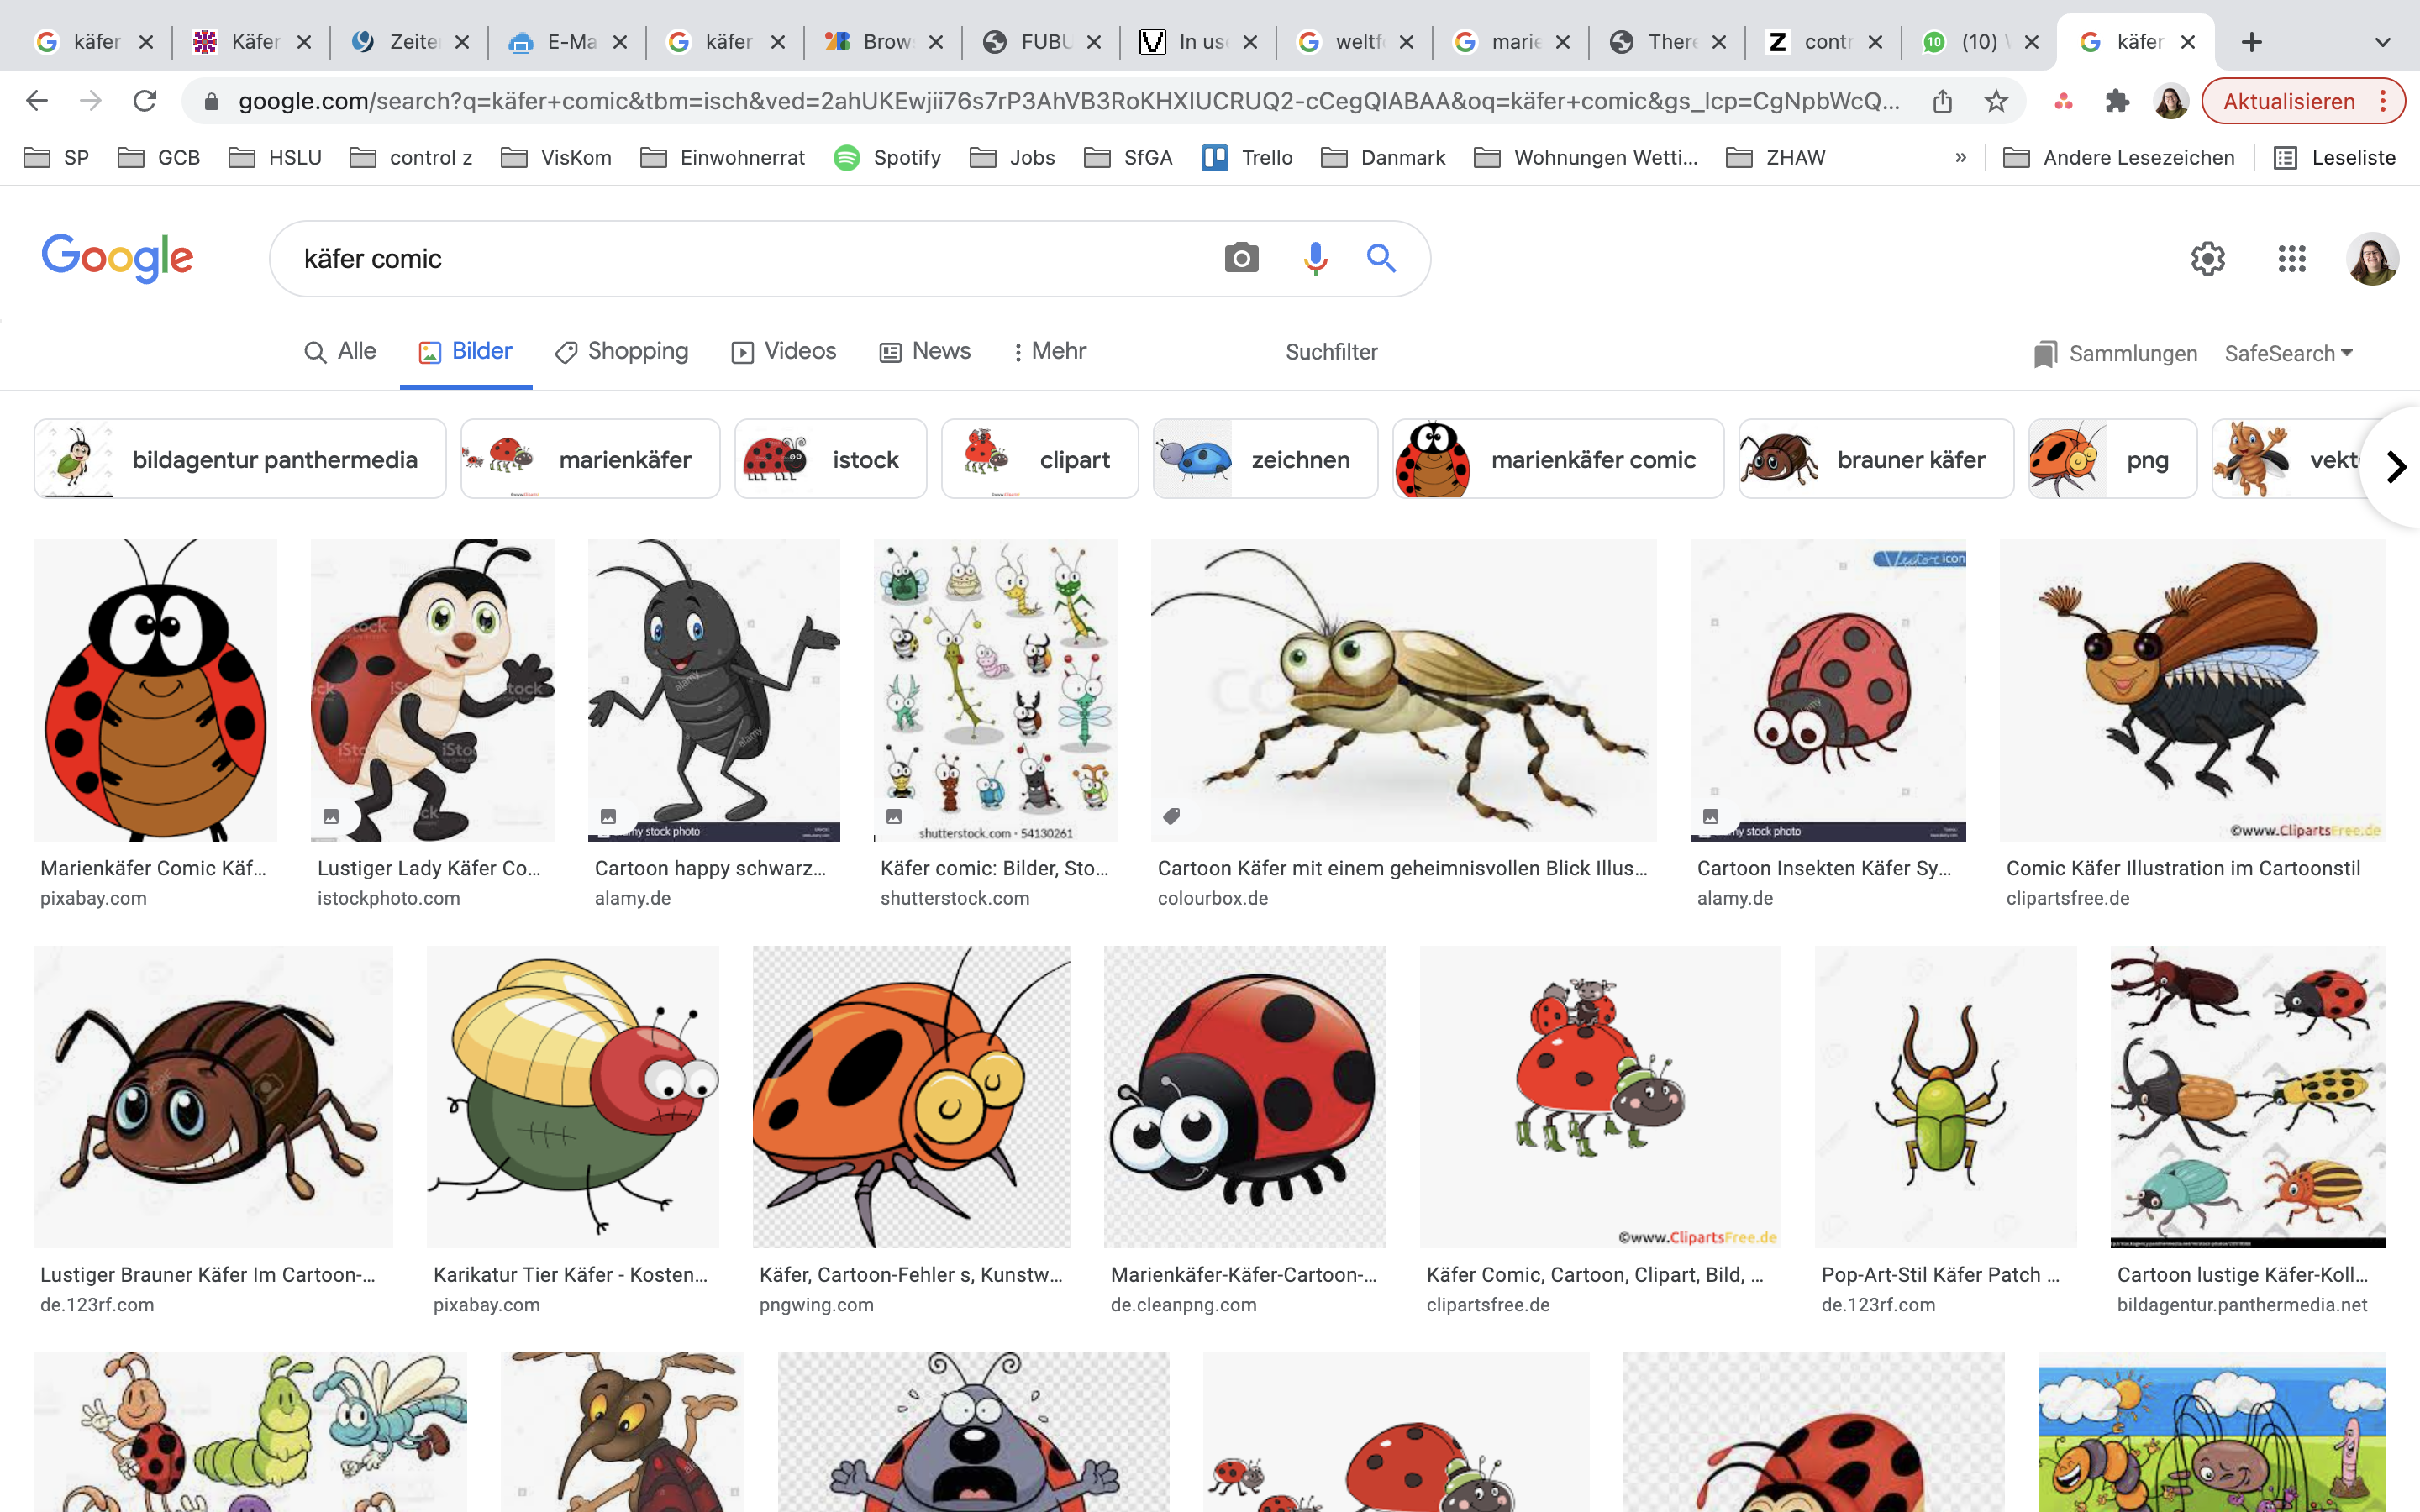 käfer
Käfer
Zeiter
E-Ma
käfer
Brow
FUBU
In us
weltf
marie
There
contr
(10)
käfer
google.com/search?q=käfer+comic&tbm=isch&ved=2ahUKEwjii76s7rP3AhVB3RoKHXIUCRUQ2-cCegQIABAA&oq=käfer+comic&gs_lcp=CgNpbWcQ...
Aktualisieren
SP
GCB
HSLU
control z
VisKom
Einwohnerrat
Spotify
Jobs
SfGA
Trello
Danmark
Wohnungen Wetti...
ZHAW
»
Andere Lesezeichen
Leseliste
Google
käfer comic
Alle
Bilder
Shopping
Videos
News
Mehr
Suchfilter
Sammlungen
SafeSearch
bildagentur panthermedia
marienkäfer
istock
clipart
zeichnen
marienkäfer comic
brauner käfer
png
vekt
Vector icon
shutterstock.com · 54130261
©www.ClipartsFree.de
Marienkäfer Comic Käf...
pixabay.com
Lustiger Lady Käfer Co...
istockphoto.com
Cartoon happy schwarz...
alamy.de
Käfer comic: Bilder, Sto...
shutterstock.com
Cartoon Käfer mit einem geheimnisvollen Blick Illus...
colourbox.de
Cartoon Insekten Käfer Sy...
alamy.de
Comic Käfer Illustration im Cartoonstil
clipartsfree.de
©www.ClipartsFree.de
Lustiger Brauner Käfer Im Cartoon-...
de.123rf.com
Karikatur Tier Käfer - Kosten...
pixabay.com
Käfer, Cartoon-Fehler s, Kunstw...
pngwing.com
Marienkäfer-Käfer-Cartoon-...
de.cleanpng.com
Käfer Comic, Cartoon, Clipart, Bild, ...
clipartsfree.de
Pop-Art-Stil Käfer Patch ...
de.123rf.com
Cartoon lustige Käfer-Koll...
bildagentur.panthermedia.net